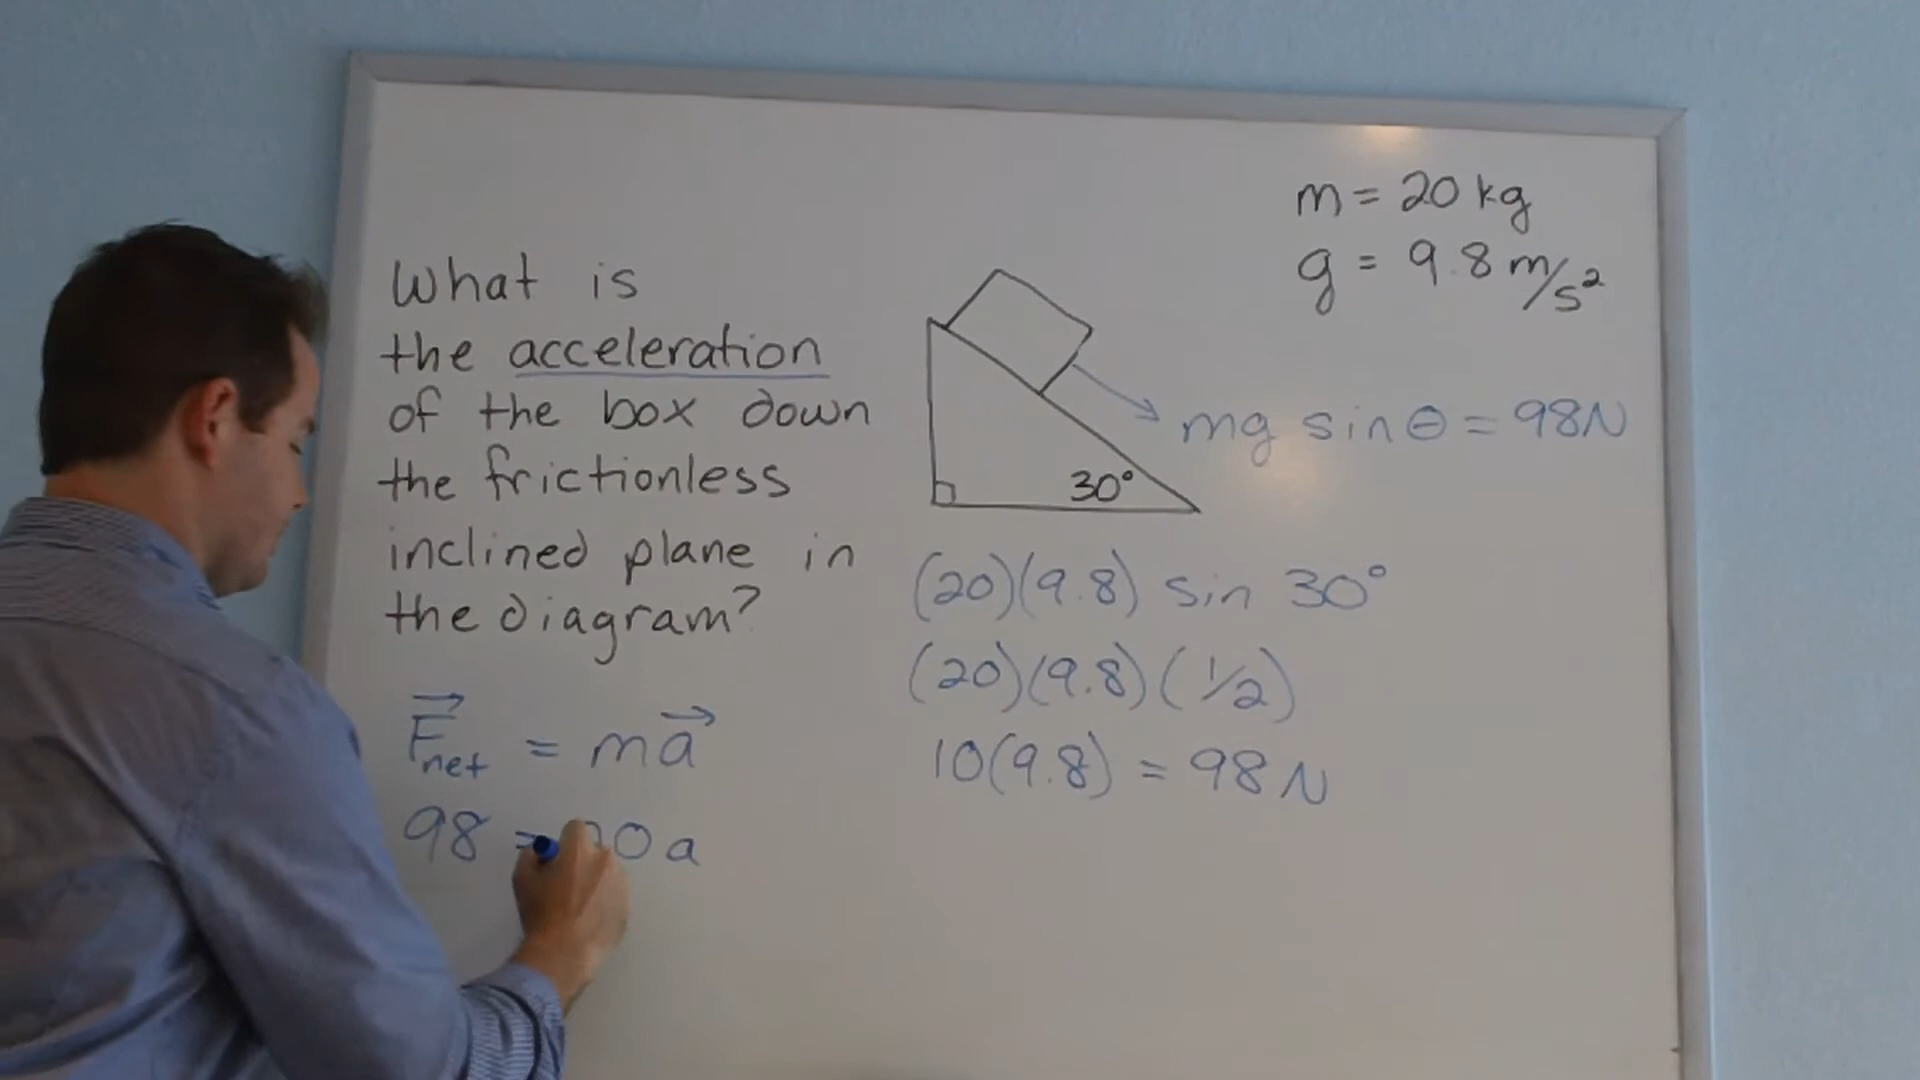 What is
the acceleration
of the box down
the frictionless
inclined plane in
the diagram?
F⃗net = ma⃗
98 = 20a
m = 20 kg
g = 9.8 m/s²
mg sin θ = 98N
30°
(20)(9.8) sin 30°
(20)(9.8)(1/2)
10(9.8) = 98 N